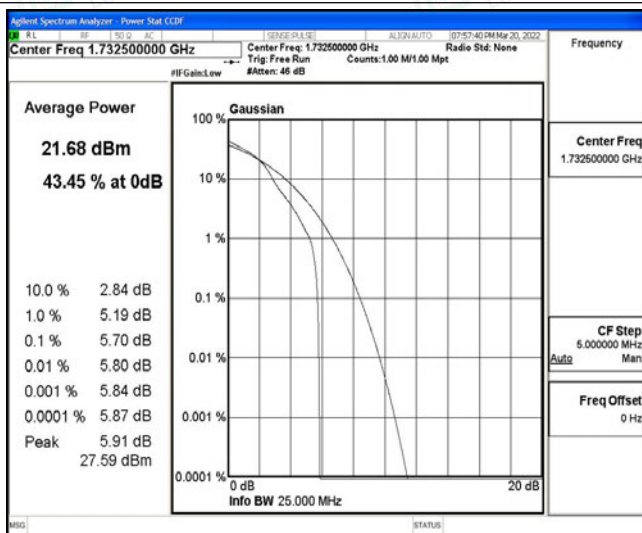 Agilent Spectrum Analyzer - Power Stat CCDF
RL RF 50 Ω AC SENSE:PULSE ALIGN AUTO 07:57:40 PM Mar 20, 2022
Center Freq 1.732500000 GHz
Center Freq: 1.732500000 GHz Radio Std: None
Trig: Free Run Counts:1.00 M/1.00 Mpt
#IFGain:Low #Atten: 46 dB
Average Power
21.68 dBm
43.45 % at 0dB
10.0 % 2.84 dB
1.0 % 5.19 dB
0.1 % 5.70 dB
0.01 % 5.80 dB
0.001 % 5.84 dB
0.0001 % 5.87 dB
Peak 5.91 dB
27.59 dBm
Gaussian
100 %
10 %
1 %
0.1 %
0.01 %
0.001 %
0.0001 %
0 dB 20 dB
Info BW 25.000 MHz
Frequency
Center Freq
1.732500000 GHz
CF Step
5.000000 MHz
Auto Man
Freq Offset
0 Hz
MSG STATUS